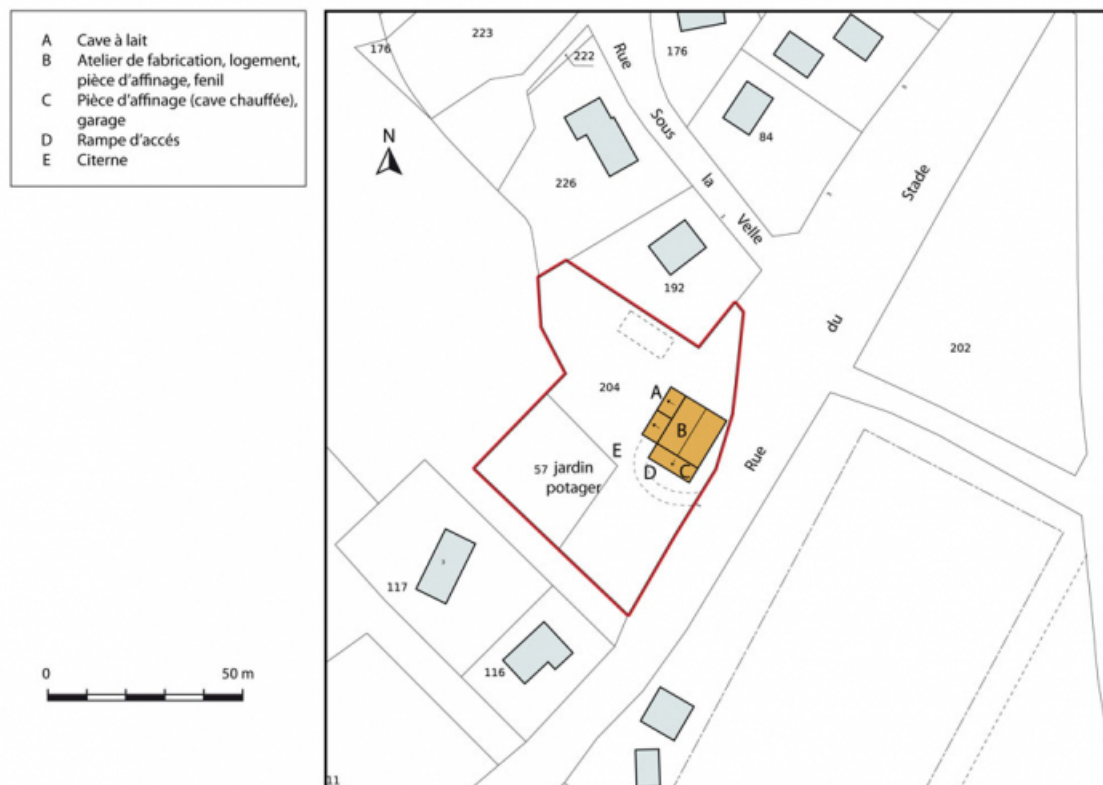 A Cave à lait
B Atelier de fabrication, logement,
pièce d'affinage, fenil
C Pièce d'affinage (cave chauffée),
garage
D Rampe d'accés
E Citerne
N
0 50 m
176
223
222
Rue
176
Sous
84
la
226
Velle
Stade
192
du
202
204
A
B
E
Rue
57 jardin
potager
D
C
117
116
11